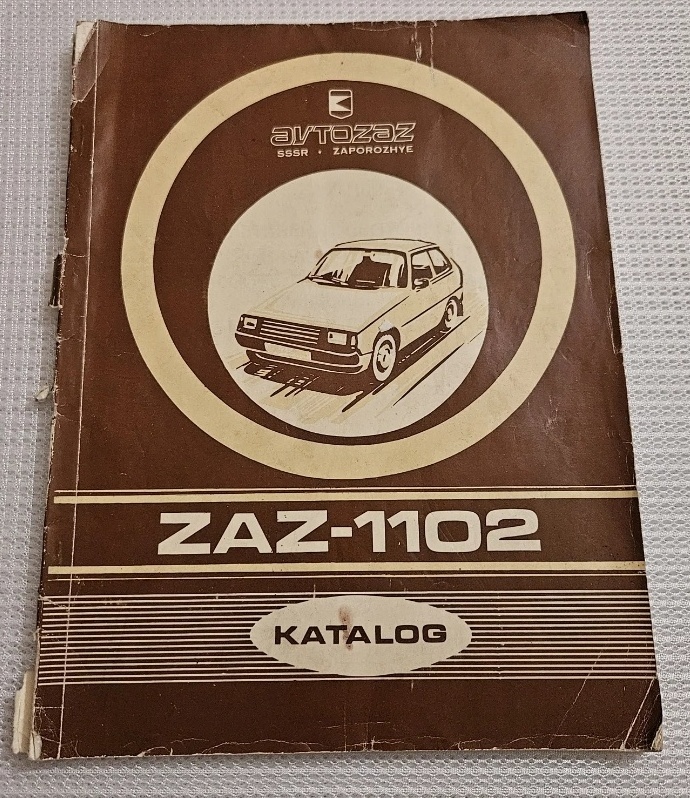 avtozaz
SSSR · ZAPOROZHYE
ZAZ-1102
KATALOG